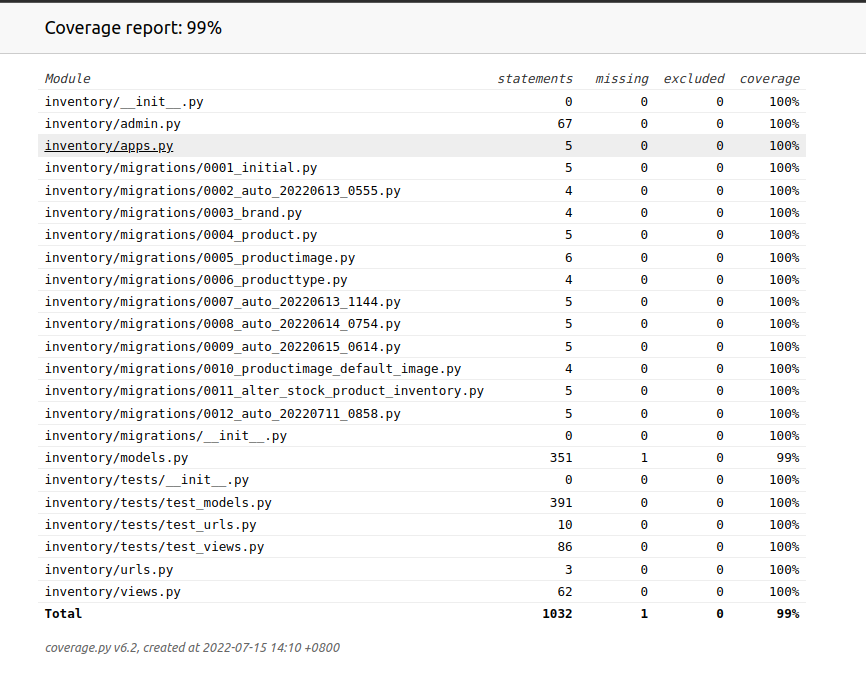 Coverage report: 99%
Module statements missing excluded coverage
inventory/__init__.py 0 0 0 100%
inventory/admin.py 67 0 0 100%
inventory/apps.py 5 0 0 100%
inventory/migrations/0001_initial.py 5 0 0 100%
inventory/migrations/0002_auto_20220613_0555.py 4 0 0 100%
inventory/migrations/0003_brand.py 4 0 0 100%
inventory/migrations/0004_product.py 5 0 0 100%
inventory/migrations/0005_productimage.py 6 0 0 100%
inventory/migrations/0006_producttype.py 4 0 0 100%
inventory/migrations/0007_auto_20220613_1144.py 5 0 0 100%
inventory/migrations/0008_auto_20220614_0754.py 5 0 0 100%
inventory/migrations/0009_auto_20220615_0614.py 5 0 0 100%
inventory/migrations/0010_productimage_default_image.py 4 0 0 100%
inventory/migrations/0011_alter_stock_product_inventory.py 5 0 0 100%
inventory/migrations/0012_auto_20220711_0858.py 5 0 0 100%
inventory/migrations/__init__.py 0 0 0 100%
inventory/models.py 351 1 0 99%
inventory/tests/__init__.py 0 0 0 100%
inventory/tests/test_models.py 391 0 0 100%
inventory/tests/test_urls.py 10 0 0 100%
inventory/tests/test_views.py 86 0 0 100%
inventory/urls.py 3 0 0 100%
inventory/views.py 62 0 0 100%
Total 1032 1 0 99%
coverage.py v6.2, created at 2022-07-15 14:10 +0800